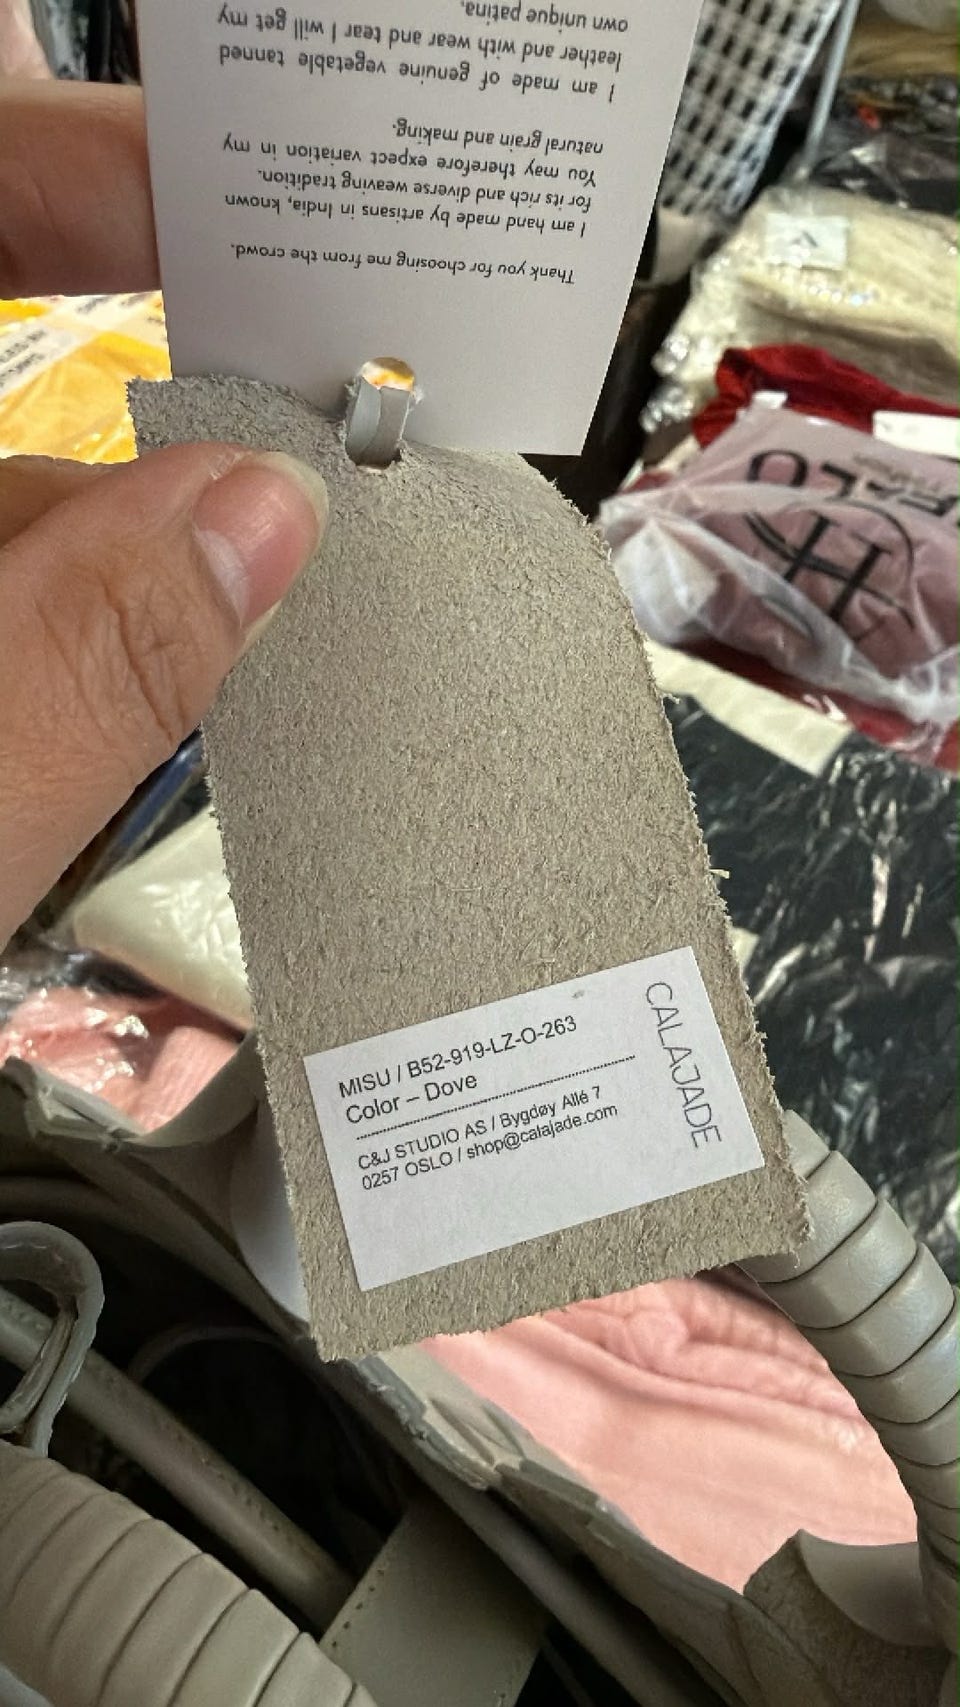 Thank you for choosing me from the crowd.
I am hand made by artisans in India, known
for its rich and diverse weaving tradition.
You may therefore expect variation in my
natural grain and making.
I am made of genuine vegetable tanned
leather and with wear and tear I will get my
own unique patina.
MISU / B52-919-LZ-O-263
Color – Dove
C&J STUDIO AS / Bygdøy Allé 7
0257 OSLO / shop@calajade.com
CALAJADE